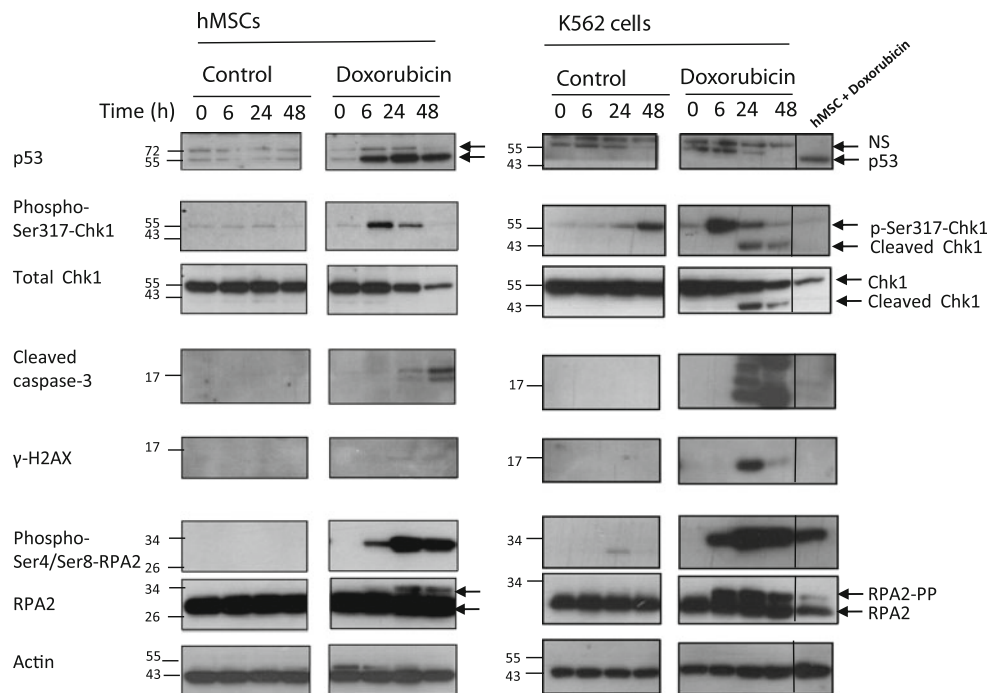 hMSCs
K562 cells
Control
Doxorubicin
Control
Doxorubicin
hMSC + Doxorubicin
Time (h) 0 6 24 48 0 6 24 48 0 6 24 48 0 6 24 48
p53
72
55
55
43
NS
p53
Phospho-
Ser317-Chk1
55
43
55
43
p-Ser317-Chk1
Cleaved Chk1
Total Chk1
55
43
55
43
Chk1
Cleaved Chk1
Cleaved
caspase-3
17
17
γ-H2AX
17
17
Phospho-
Ser4/Ser8-RPA2
34
26
34
RPA2
34
26
34
RPA2-PP
RPA2
Actin
55
43
55
43